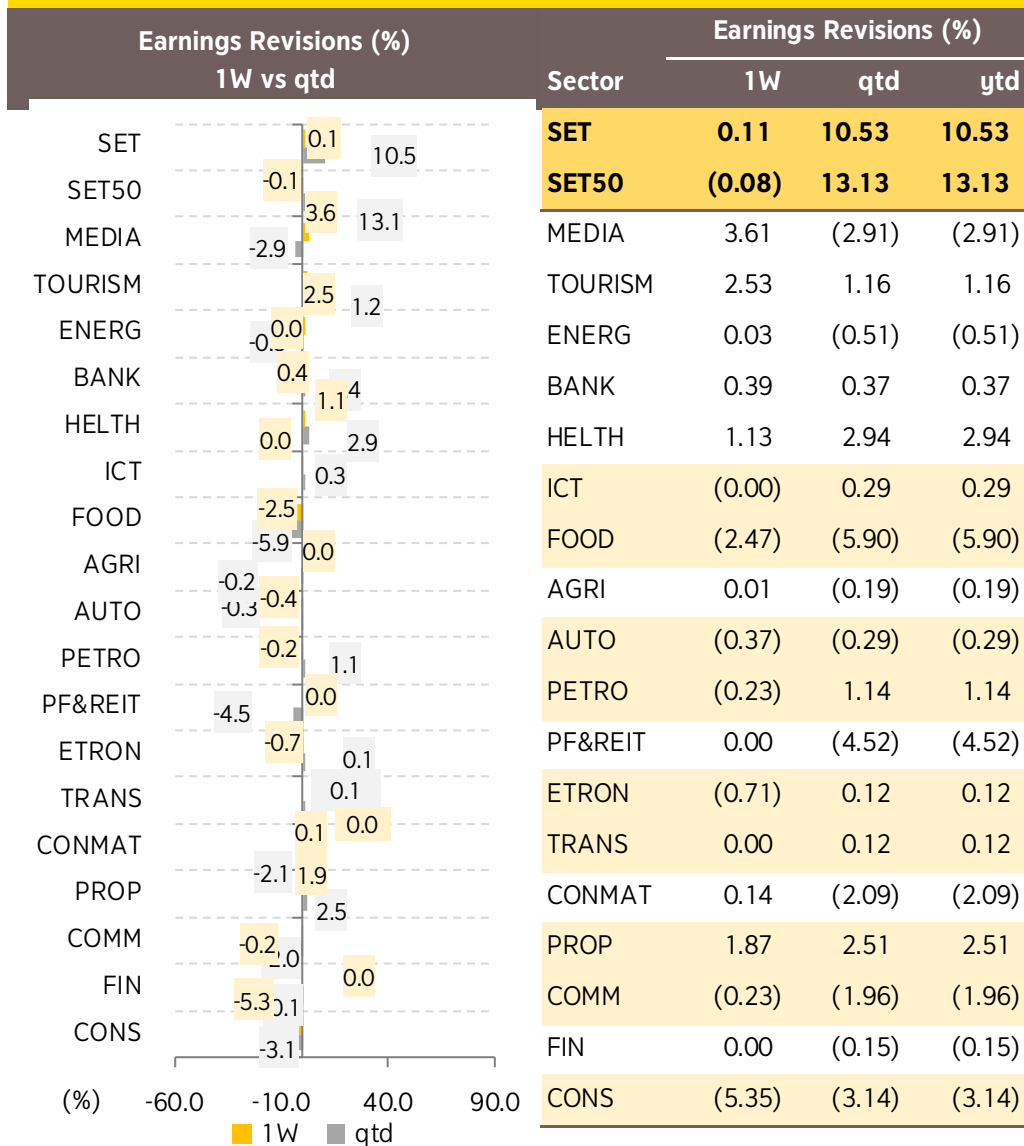 Earnings Revisions (%)
1W vs qtd
SET
SET50
MEDIA
TOURISM
ENERG
BANK
HELTH
ICT
FOOD
AGRI
AUTO
PETRO
PF&REIT
ETRON
TRANS
CONMAT
PROP
COMM
FIN
CONS
0.1
10.5
-0.1
3.6
13.1
-2.9
2.5
1.2
0.0
0.4
1.1
4
0.0
2.9
0.3
-2.5
-5.9
0.0
-0.2
-0.3
-0.4
-0.2
1.1
0.0
-4.5
-0.7
0.1
0.1
0.1
0.0
-2.1
1.9
2.5
-0.2
0.0
-5.3
0.1
-3.1
(%)
-60.0
-10.0
40.0
90.0
1W
qtd
Earnings Revisions (%)
Sector 1W qtd ytd
SET 0.11 10.53 10.53
SET50 (0.08) 13.13 13.13
MEDIA 3.61 (2.91) (2.91)
TOURISM 2.53 1.16 1.16
ENERG 0.03 (0.51) (0.51)
BANK 0.39 0.37 0.37
HELTH 1.13 2.94 2.94
ICT (0.00) 0.29 0.29
FOOD (2.47) (5.90) (5.90)
AGRI 0.01 (0.19) (0.19)
AUTO (0.37) (0.29) (0.29)
PETRO (0.23) 1.14 1.14
PF&REIT 0.00 (4.52) (4.52)
ETRON (0.71) 0.12 0.12
TRANS 0.00 0.12 0.12
CONMAT 0.14 (2.09) (2.09)
PROP 1.87 2.51 2.51
COMM (0.23) (1.96) (1.96)
FIN 0.00 (0.15) (0.15)
CONS (5.35) (3.14) (3.14)